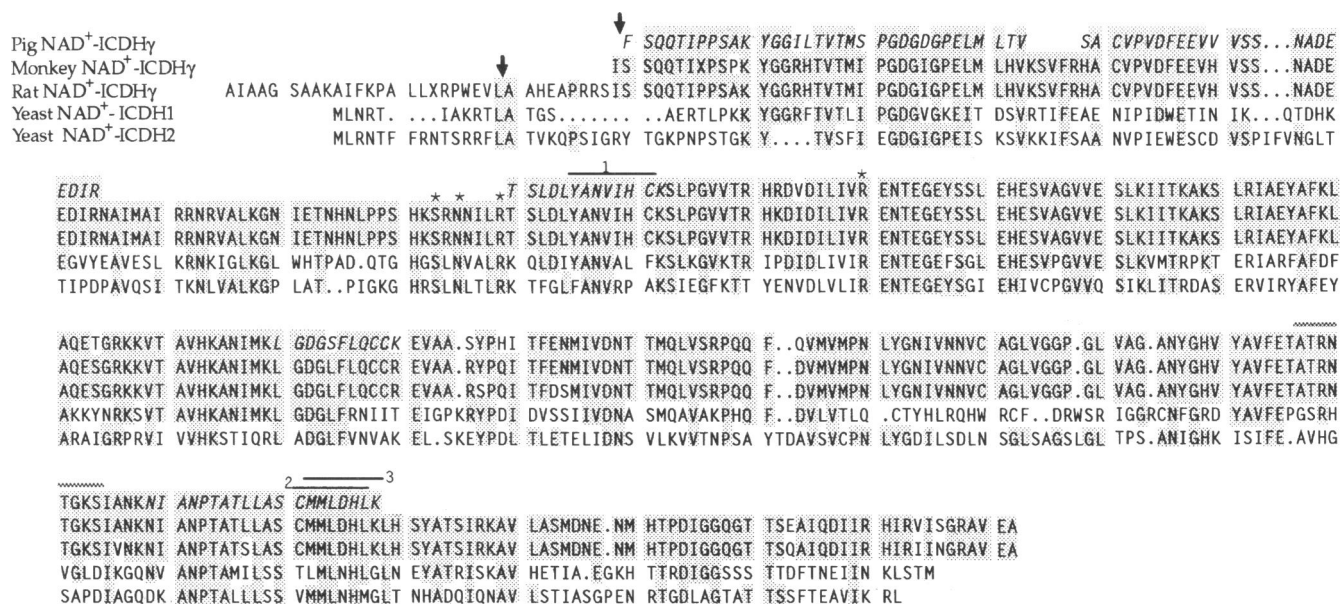 Pig NAD+-ICDHγ F SQQTIPPSAK YGGILTVTMS PGDGDGPELM LTV SA CVPVDFEEVV VSS...NADE
Monkey NAD+-ICDHγ IS SQQTIXPSPK YGGRHTVTMI PGDGIGPELM LHVKSVFRHA CVPVDFEEVH VSS...NADE
Rat NAD+-ICDHγ AIAAG SAAKAIFKPA LLXRPWEVLA AHEAPRRSIS SQQTIPPSAK YGGRHTVTMI PGDGIGPELM LHVKSVFRHA CVPVDFEEVH VSS...NADE
Yeast NAD+- ICDH1 MLNRT. ...IAKRTLA TGS....... ..AERTLPKK YGGRFTVTLI PGDGVGKEIT DSVRTIFEAE NIPIDWETIN IK...QTDHK
Yeast NAD+-ICDH2 MLRNTF FRNTSRRFLA TVKQPSIGRY TGKPNPSTGK Y....TVSFI EGDGIGPEIS KSVKKIFSAA NVPIEWESCD VSPIFVNGLT
1
* * * *
EDIR T SLDLYANVIH CKSLPGVVTR HRDVDILIVR ENTEGEYSSL EHESVAGVVE SLKIITKAKS LRIAEYAFKL
EDIRNAIMAI RRNRVALKGN IETNHNLPPS HKSRNNILRT SLDLYANVIH CKSLPGVVTR HKDIDILIVR ENTEGEYSSL EHESVAGVVE SLKIITKAKS LRIAEYAFKL
EDIRNAIMAI RRNRVALKGN IETNHNLPPS HKSRNNILRT SLDLYANVIH CKSLPGVVTR HKDIDILIVR ENTEGEYSSL EHESVAGVVE SLKIITKAKS LRIAEYAFKL
EGVYEAVESL KRNKIGLKGL WHTPAD.QTG HGSLNVALRK QLDIYANVAL FKSLKGVKTR IPDIDLIVIR ENTEGEFSGL EHESVPGVVE SLKVMTRPKT ERIARFAFDF
TIPDPAVQSI TKNLVALKGP LAT..PIGKG HRSLNLTLRK TFGLFANVRP AKSIEGFKTT YENVDLVLIR ENTEGEYSGI EHIVCPGVVQ SIKLITRDAS ERVIRYAFEY
AQETGRKKVT AVHKANIMKL GDGSFLQCCK EVAA.SYPHI TFENMIVDNT TMQLVSRPQQ F..QVMVMPN LYGNIVNNVC AGLVGGP.GL VAG.ANYGHV YAVFETATRN
AQESGRKKVT AVHKANIMKL GDGLFLQCCR EVAA.RYPQI TFENMIVDNT TMQLVSRPQQ F..DVMVMPN LYGNIVNNVC AGLVGGP.GL VAG.ANYGHV YAVFETATRN
AQESGRKKVT AVHKANIMKL GDGLFLQCCR EVAA.RSPQI TFDSMIVDNT TMQLVSRPQQ F..DVMVMPN LYGNIVNNVC AGLVGGP.GL VAG.ANYGHV YAVFETATRN
AKKYNRKSVT AVHKANIMKL GDGLFRNIIT EIGPKRYPDI DVSSIIVDNA SMQAVAKPHQ F..DVLVTLQ .CTYHLRQHW RCF..DRWSR IGGRCNFGRD YAVFEPGSRH
ARAIGRPRVI VVHKSTIQRL ADGLFVNVAK EL.SKEYPDL TLETELIDNS VLKVVTNPSA YTDAVSVCPN LYGDILSDLN SGLSAGSLGL TPS.ANIGHK ISIFE.AVHG
2 3
TGKSIANKNI ANPTATLLAS CMMLDHLK
TGKSIANKNI ANPTATLLAS CMMLDHLKLH SYATSIRKAV LASMDNE.NM HTPDIGGQGT TSEAIQDIIR HIRVISGRAV EA
TGKSIVNKNI ANPTATSLAS CMMLDHLKLH SYATSIRKAV LASMDNE.NM HTPDIGGQGT TSQAIQDIIR HIRIINGRAV EA
VGLDIKGQNV ANPTAMILSS TLMLNHLGLN EYATRISKAV HETIA.EGKH TTRDIGGSSS TTDFTNEIIN KLSTM
SAPDIAGQDK ANPTALLLSS VMMLNHMGLT NHADQIQNAV LSTIASGPEN RTGDLAGTAT TSSFTEAVIK RL